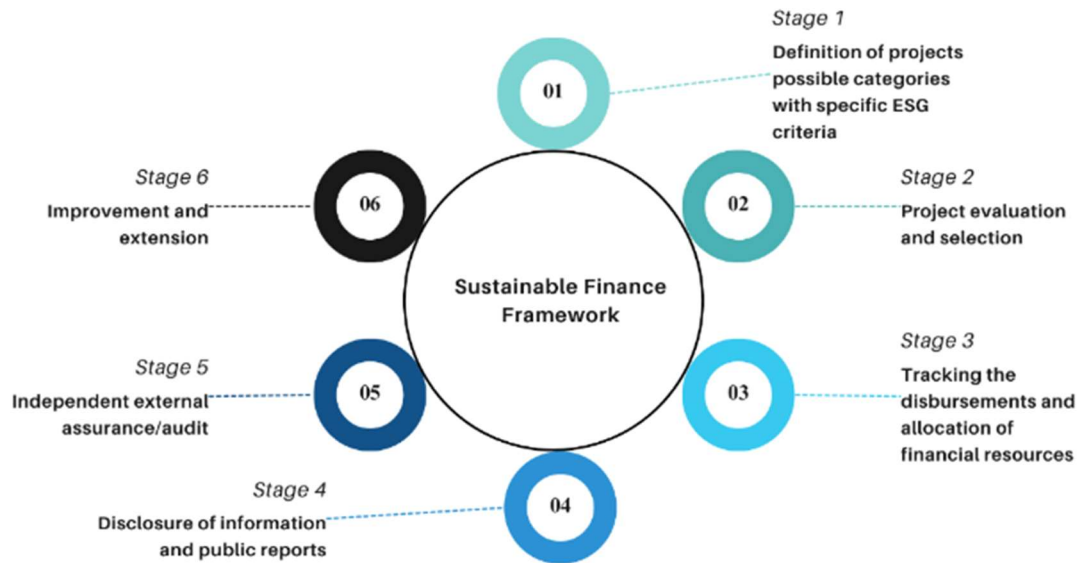 Stage 1
Definition of projects
possible categories
with specific ESG
criteria
01
Stage 6
Improvement and
extension
06
02
Stage 2
Project evaluation
and selection
Sustainable Finance
Framework
Stage 5
Independent external
assurance/audit
05
03
Stage 3
Tracking the
disbursements and
allocation of
financial resources
Stage 4
Disclosure of information
and public reports
04